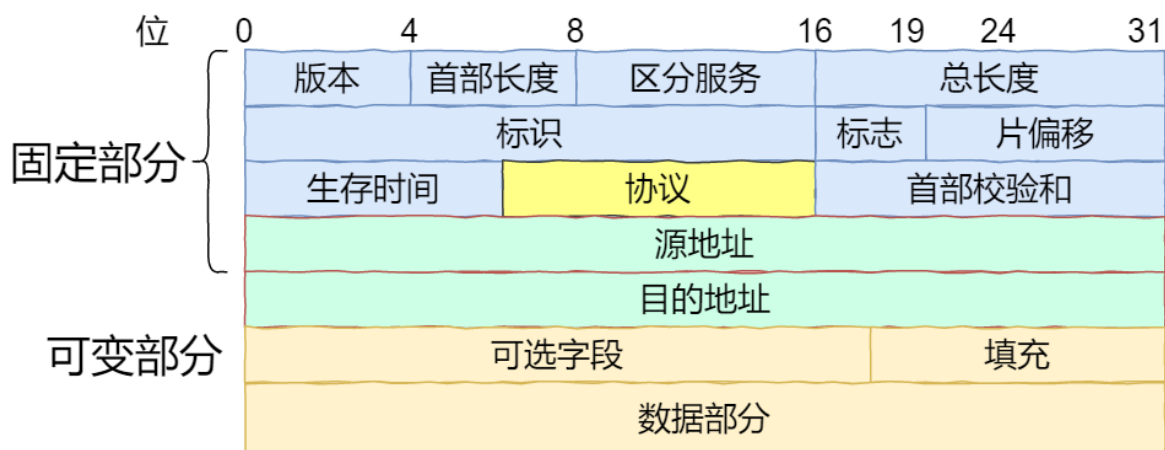 位 0 4 8 16 19 24 31
版本 首部长度 区分服务 总长度
标识 标志 片偏移
固定部分
生存时间 协议 首部校验和
源地址
目的地址
可变部分 可选字段 填充
数据部分